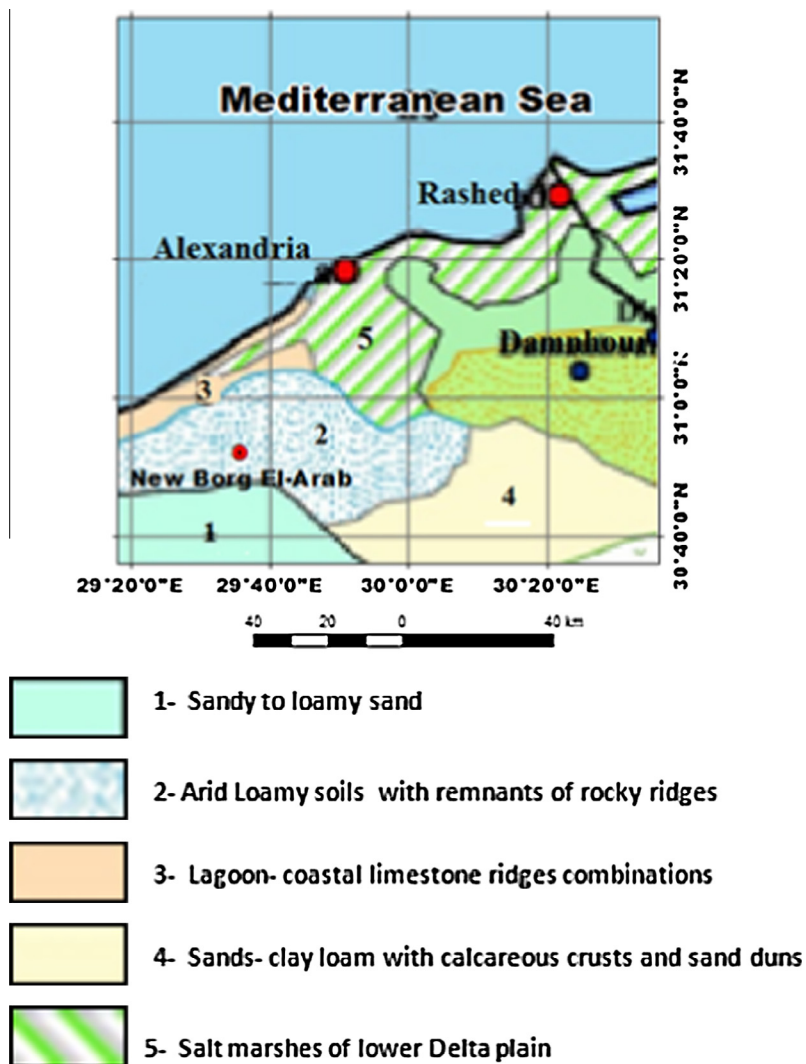 Mediterranean Sea
Rashed
Alexandria
5
Damnhour
3
2
New Borg El-Arab
4
1
31°40'0"N
31°20'0"N
31°0'0"N
30°40'0"N
29°20'0"E 29°40'0"E 30°0'0"E 30°20'0"E
40 20 0 40 km
1- Sandy to loamy sand
2- Arid Loamy soils with remnants of rocky ridges
3- Lagoon- coastal limestone ridges combinations
4- Sands- clay loam with calcareous crusts and sand duns
5- Salt marshes of lower Delta plain